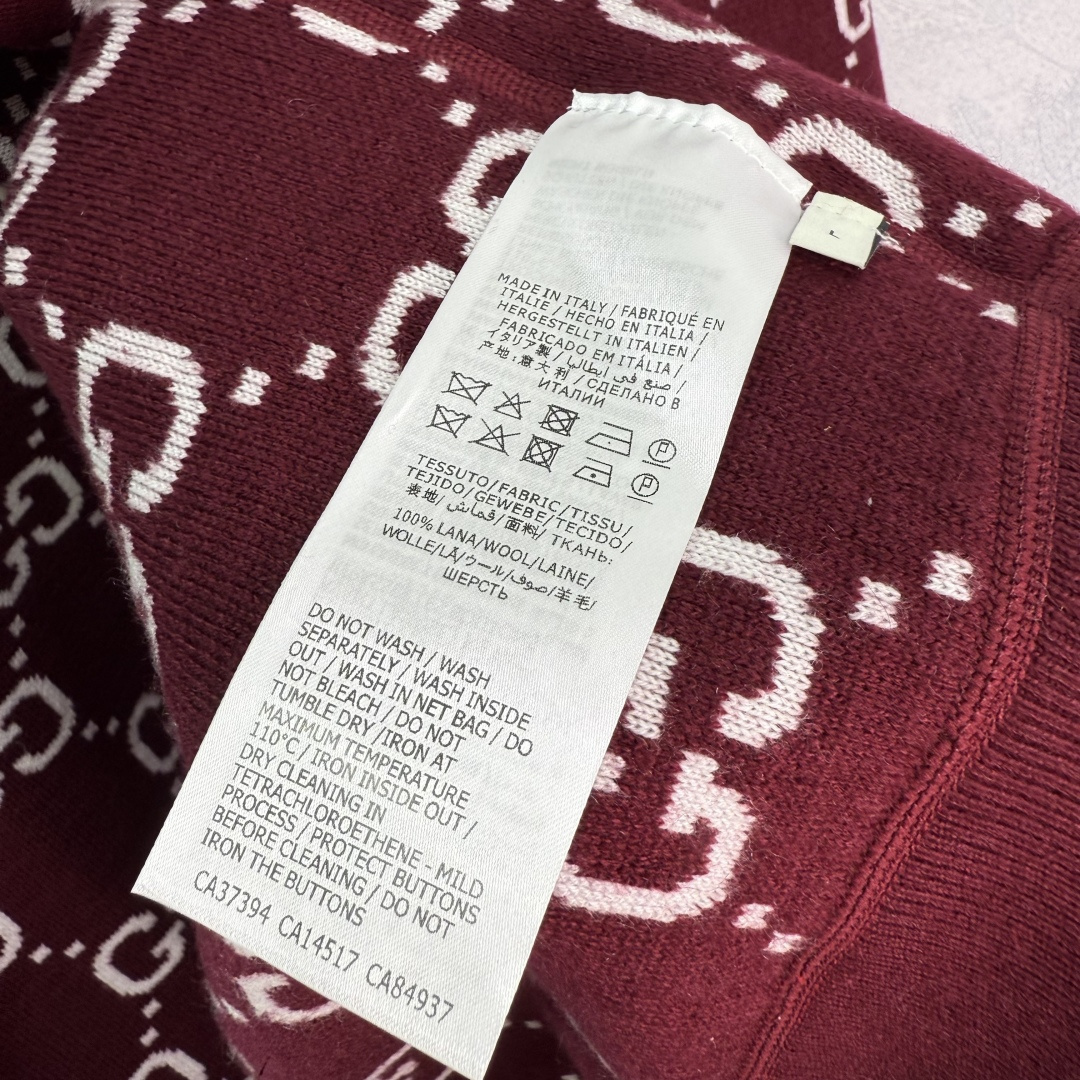 L
MADE IN ITALY / FABRIQUÉ EN
ITALIE / HECHO EN ITALIA /
HERGESTELLT IN ITALIEN /
FABRICADO EM ITÁLIA /
イタリア製 / صنع في إيطاليا /
产地:意大利 / СДЕЛАНО В
ИТАЛИИ
TESSUTO/FABRIC/TISSU/
TEJIDO/GEWEBE/TECIDO/
表地/قماش/面料/ТКАНЬ:
100% LANA/WOOL/LAINE/
WOLLE/LÃ/ウール/صوف/羊毛/
ШЕРСТЬ
DO NOT WASH / WASH
SEPARATELY / WASH INSIDE
OUT / WASH IN NET BAG / DO
NOT BLEACH / DO NOT
TUMBLE DRY /IRON AT
MAXIMUM TEMPERATURE
110°C / IRON INSIDE OUT /
DRY CLEANING IN
TETRACHLOROETHENE - MILD
PROCESS / PROTECT BUTTONS
BEFORE CLEANING / DO NOT
IRON THE BUTTONS
CA37394 CA14517 CA84937